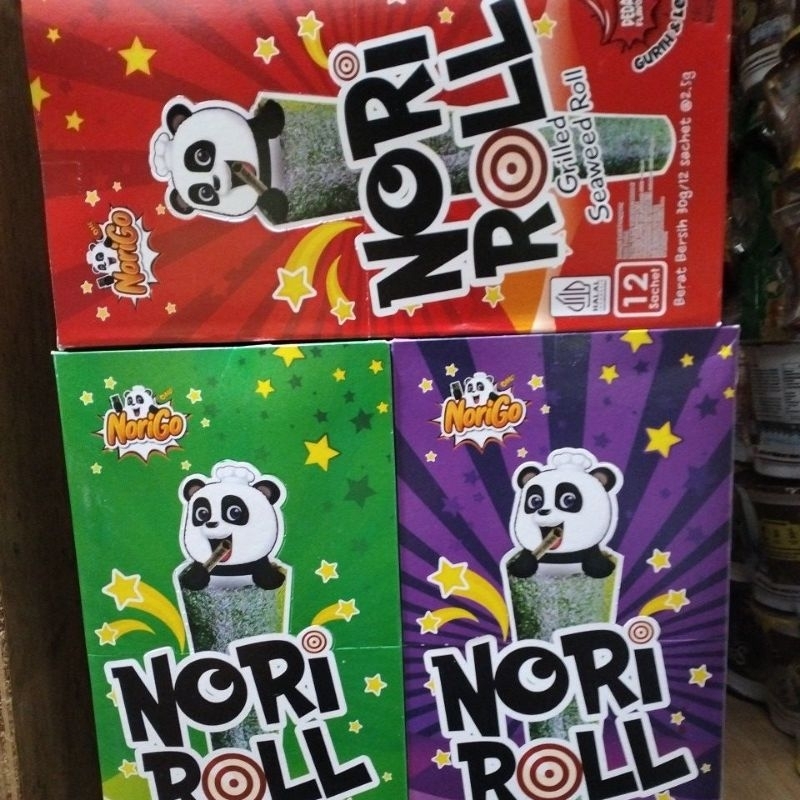 NoriGo
NORI
ROLL
Grilled
Seaweed Roll
GURIH & LE
HALAL
12
Sachet
Berat Bersih 30g/12 Sachet @2.5g
NoriGo
NORI
ROLL
NoriGo
NORI
ROLL